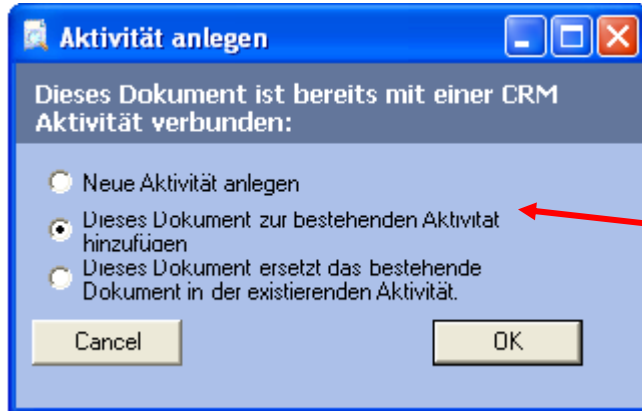 Aktivität anlegen
Dieses Dokument ist bereits mit einer CRM
Aktivität verbunden:
Neue Aktivität anlegen
Dieses Dokument zur bestehenden Aktivität
hinzufügen
Dieses Dokument ersetzt das bestehende
Dokument in der existierenden Aktivität.
Cancel
OK